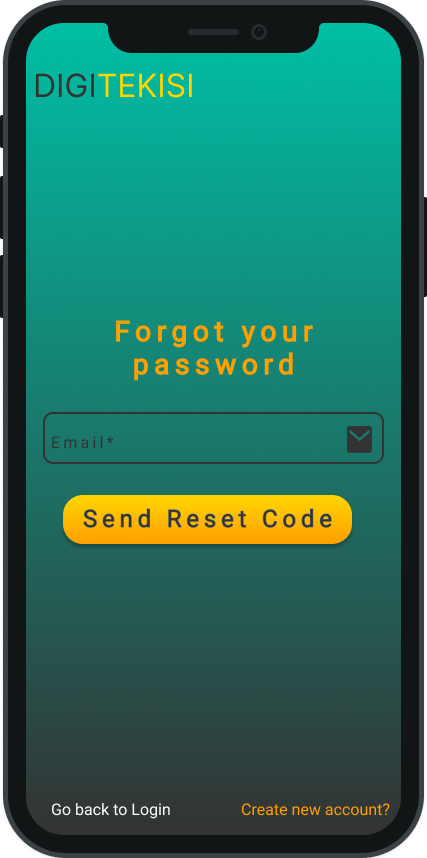 DIGITEKISI
Forgot your
password
Email*
Send Reset Code
Go back to Login
Create new account?